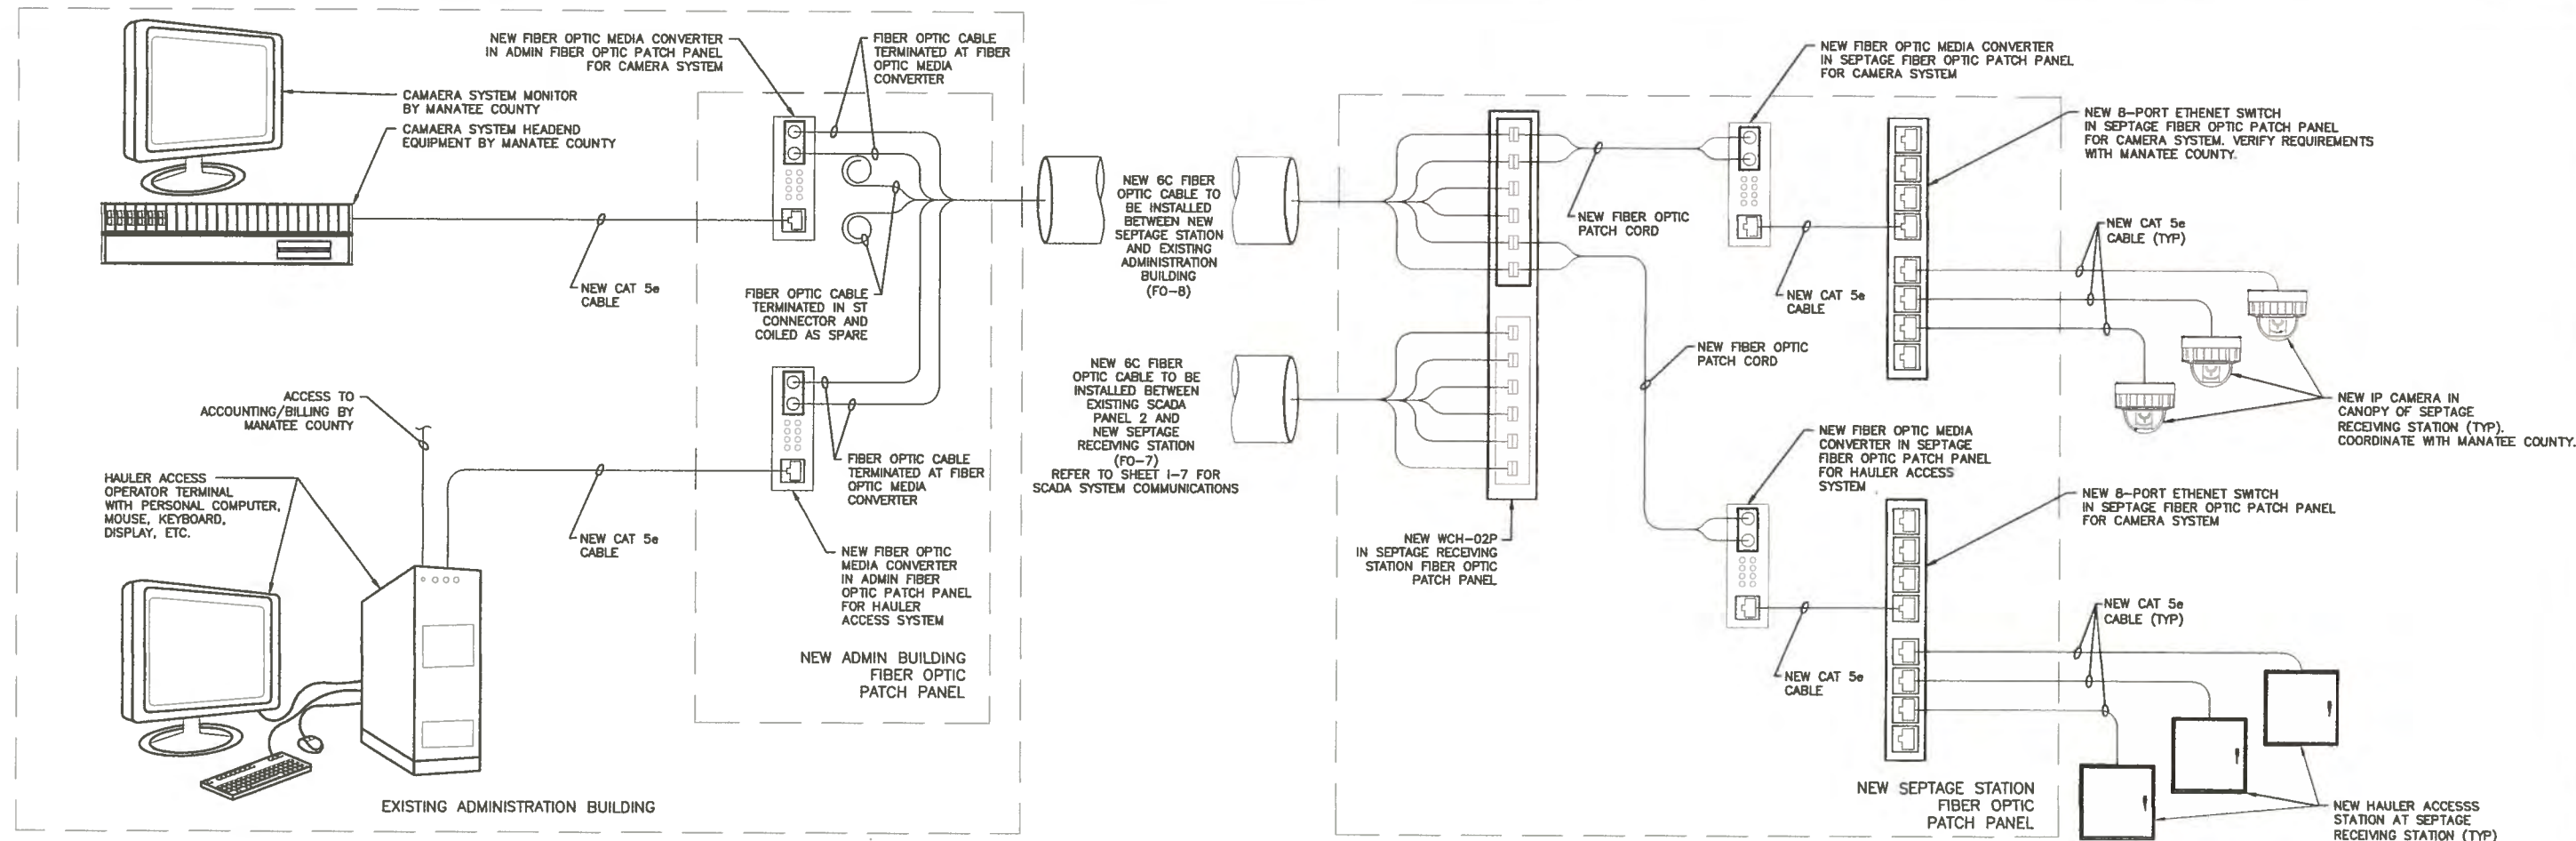 NEW FIBER OPTIC MEDIA CONVERTER
IN ADMIN FIBER OPTIC PATCH PANEL
FOR CAMERA SYSTEM
FIBER OPTIC CABLE
TERMINATED AT FIBER
OPTIC MEDIA
CONVERTER
CAMAERA SYSTEM MONITOR
BY MANATEE COUNTY
CAMAERA SYSTEM HEADEND
EQUIPMENT BY MANATEE COUNTY
NEW CAT 5e
CABLE
FIBER OPTIC CABLE
TERMINATED IN ST
CONNECTOR AND
COILED AS SPARE
ACCESS TO
ACCOUNTING/BILLING BY
MANATEE COUNTY
HAULER ACCESS
OPERATOR TERMINAL
WITH PERSONAL COMPUTER,
MOUSE, KEYBOARD,
DISPLAY, ETC.
NEW CAT 5e
CABLE
FIBER OPTIC CABLE
TERMINATED AT FIBER
OPTIC MEDIA
CONVERTER
NEW FIBER OPTIC
MEDIA CONVERTER
IN ADMIN FIBER
OPTIC PATCH PANEL
FOR HAULER
ACCESS SYSTEM
NEW ADMIN BUILDING
FIBER OPTIC
PATCH PANEL
EXISTING ADMINISTRATION BUILDING
NEW 6C FIBER
OPTIC CABLE TO
BE INSTALLED
BETWEEN NEW
SEPTAGE STATION
AND EXISTING
ADMINISTRATION
BUILDING
(FO-8)
NEW 6C FIBER
OPTIC CABLE TO BE
INSTALLED BETWEEN
EXISTING SCADA
PANEL 2 AND
NEW SEPTAGE
RECEIVING STATION
(FO-7)
REFER TO SHEET I-7 FOR
SCADA SYSTEM COMMUNICATIONS
NEW FIBER OPTIC MEDIA CONVERTER
IN SEPTAGE FIBER OPTIC PATCH PANEL
FOR CAMERA SYSTEM
NEW 8-PORT ETHENET SWITCH
IN SEPTAGE FIBER OPTIC PATCH PANEL
FOR CAMERA SYSTEM. VERIFY REQUIREMENTS
WITH MANATEE COUNTY.
NEW FIBER OPTIC
PATCH CORD
NEW CAT 5e
CABLE
NEW CAT 5e
CABLE (TYP)
NEW FIBER OPTIC
PATCH CORD
NEW IP CAMERA IN
CANOPY OF SEPTAGE
RECEIVING STATION (TYP).
COORDINATE WITH MANATEE COUNTY.
NEW FIBER OPTIC MEDIA
CONVERTER IN SEPTAGE
FIBER OPTIC PATCH PANEL
FOR HAULER ACCESS
SYSTEM
NEW 8-PORT ETHENET SWITCH
IN SEPTAGE FIBER OPTIC PATCH PANEL
FOR CAMERA SYSTEM
NEW WCH-02P
IN SEPTAGE RECEIVING
STATION FIBER OPTIC
PATCH PANEL
NEW CAT 5e
CABLE
NEW CAT 5e
CABLE (TYP)
NEW SEPTAGE STATION
FIBER OPTIC
PATCH PANEL
NEW HAULER ACCESSS
STATION AT SEPTAGE
RECEIVING STATION (TYP)